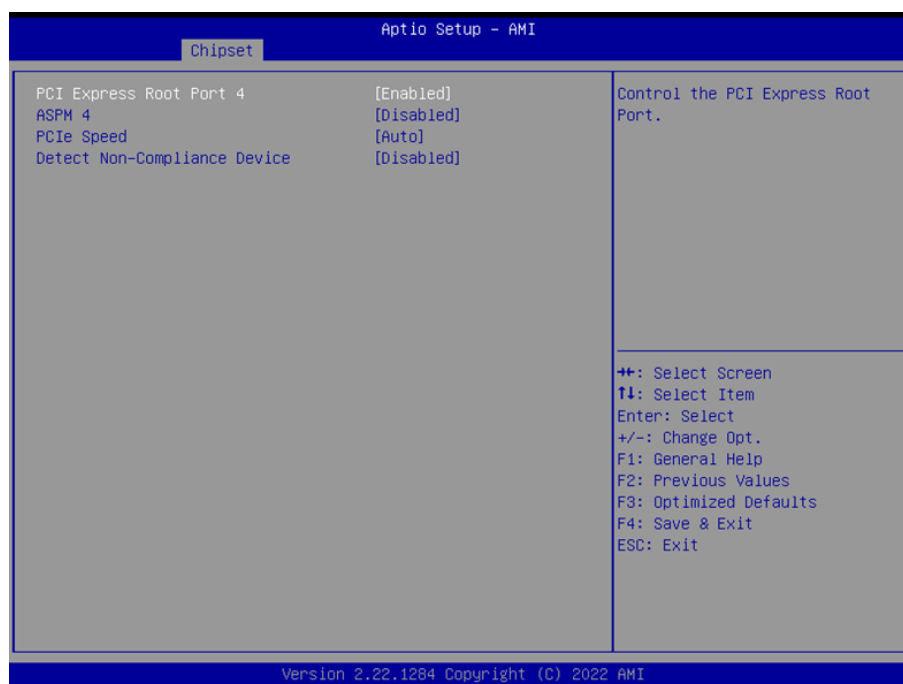 Aptio Setup – AMI
Chipset
PCI Express Root Port 4 [Enabled]
ASPM 4 [Disabled]
PCIe Speed [Auto]
Detect Non-Compliance Device [Disabled]
Control the PCI Express Root
Port.
→←: Select Screen
↑↓: Select Item
Enter: Select
+/-: Change Opt.
F1: General Help
F2: Previous Values
F3: Optimized Defaults
F4: Save & Exit
ESC: Exit
Version 2.22.1284 Copyright (C) 2022 AMI